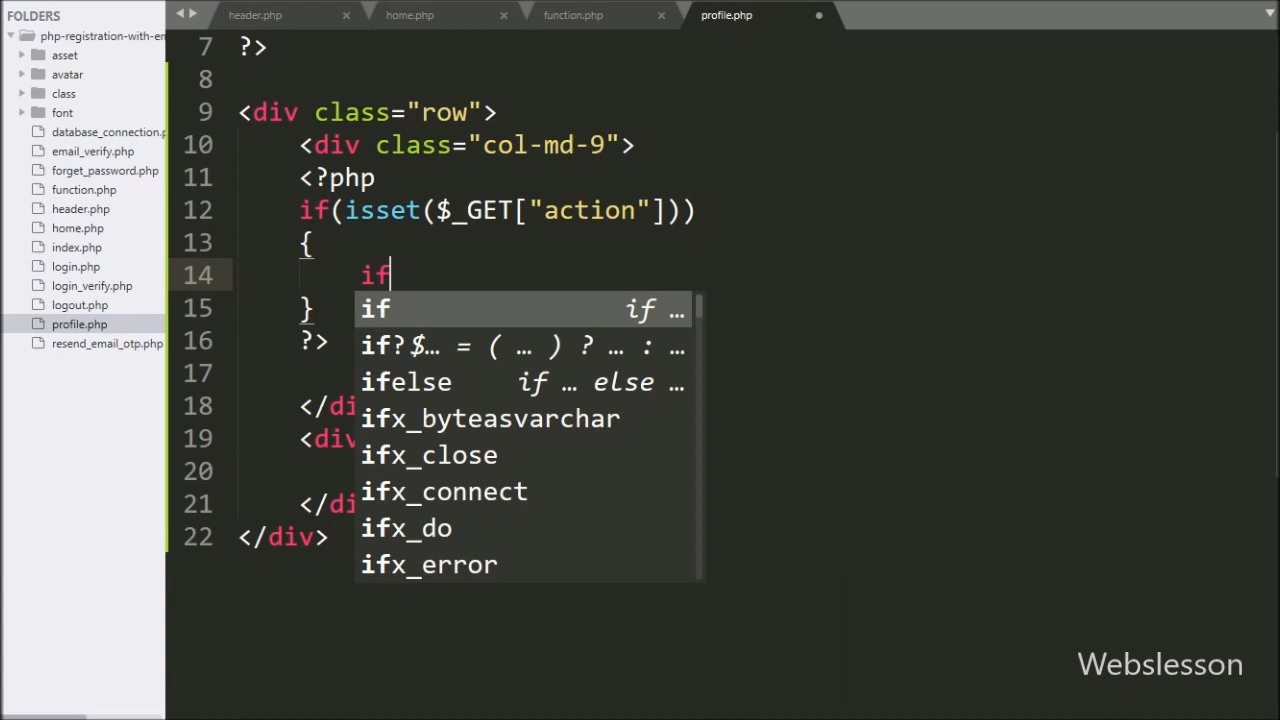 FOLDERS
php-registration-with-em
asset
avatar
class
font
database_connection.p
email_verify.php
forget_password.php
function.php
header.php
home.php
index.php
login.php
login_verify.php
logout.php
profile.php
resend_email_otp.php
header.php × home.php × function.php × profile.php
7 ?>
8
9 <div class="row">
10 <div class="col-md-9">
11 <?php
12 if(isset($_GET["action"]))
13 {
14 if
15 }
16 ?>
17
18 </di
19 <div
20
21 </di
22 </div>
if if …
if?$… = ( … ) ? … : …
ifelse if … else …
ifx_byteasvarchar
ifx_close
ifx_connect
ifx_do
ifx_error
Webslesson